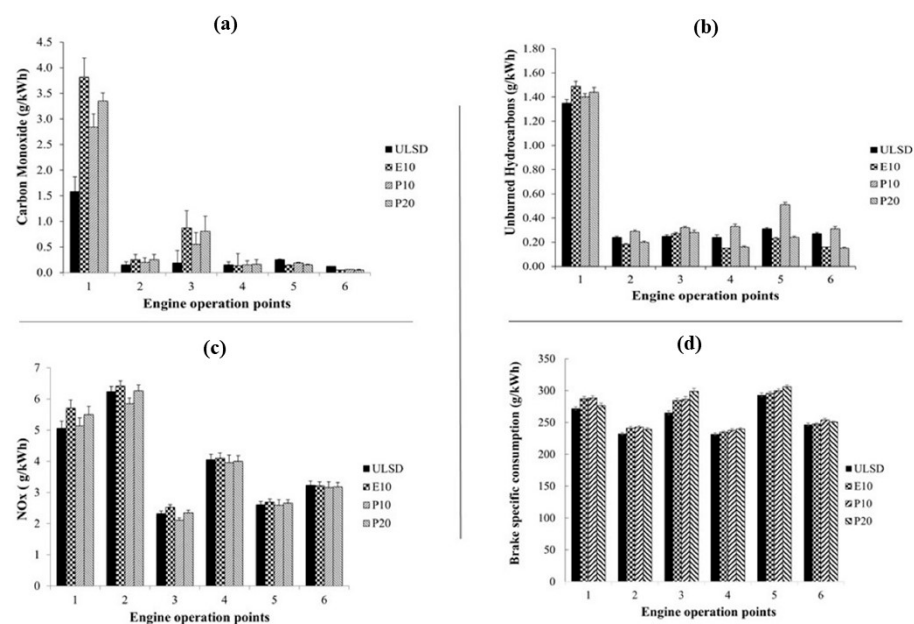 (a)
Carbon Monoxide (g/kWh)
4.5
4.0
3.5
3.0
2.5
2.0
1.5
1.0
0.5
0.0
1 2 3 4 5 6
Engine operation points
ULSD
E10
P10
P20
(b)
Unburned Hydrocarbons (g/kWh)
1.80
1.60
1.40
1.20
1.00
0.80
0.60
0.40
0.20
0.00
1 2 3 4 5 6
Engine operation points
ULSD
E10
P10
P20
(c)
NOx ( g/kWh)
7
6
5
4
3
2
1
0
1 2 3 4 5 6
Engine operation points
ULSD
E10
P10
P20
(d)
Brake specific consumption (g/kWh)
350
300
250
200
150
100
50
0
1 2 3 4 5 6
Engine operation points
ULSD
E10
P10
P20